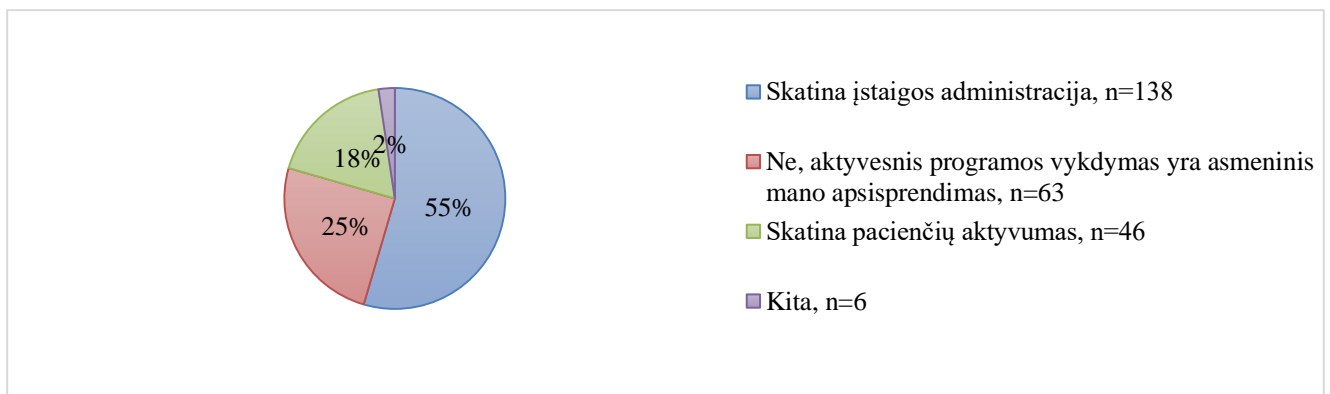 Skatina įstaigos administracija, n=138
Ne, aktyvesnis programos vykdymas yra asmeninis
mano apsisprendimas, n=63
Skatina pacienčių aktyvumas, n=46
Kita, n=6
2%
18%
55%
25%